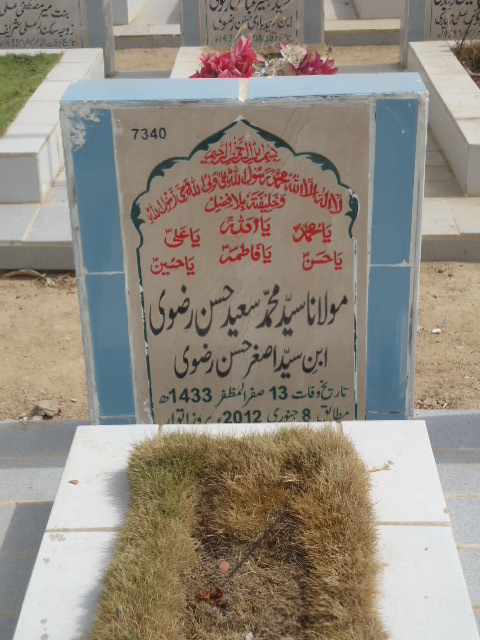 7340
بسم اللہ الرحمن الرحیم
لا الہ الا اللہ محمد رسول اللہ علی ولی اللہ وصی رسول اللہ
وخلیفتہ بلا فصل
یا محمدؐ یا اللہ یا علیؑ
یا حسنؑ یا فاطمہؑ یا حسینؑ
مولانا سید محمد سعید حسن رضوی
ابن سید اصغر حسن رضوی
تاریخ وفات 13 صفر المظفر 1433ھ
مطابق 8 جنوری 2012ء بروز اتوار